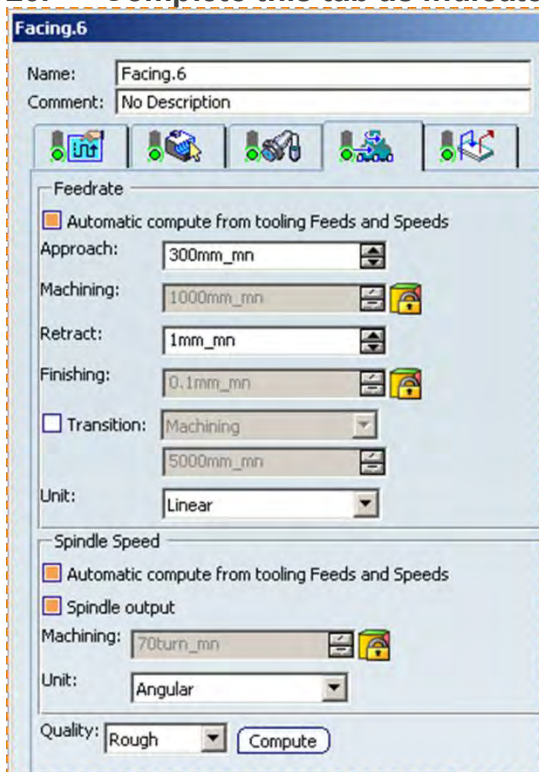 Facing.6
Name: Facing.6
Comment: No Description
Feedrate
Automatic compute from tooling Feeds and Speeds
Approach: 300mm_mn
Machining: 1000mm_mn
Retract: 1mm_mn
Finishing: 0.1mm_mn
Transition: Machining
5000mm_mn
Unit: Linear
Spindle Speed
Automatic compute from tooling Feeds and Speeds
Spindle output
Machining: 70turn_mn
Unit: Angular
Quality: Rough Compute